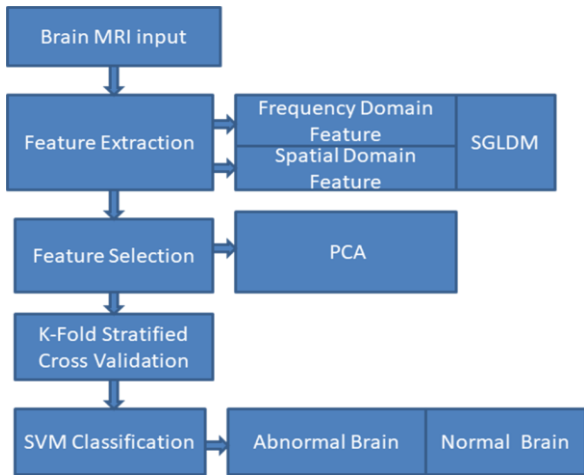 Brain MRI input
Feature Extraction
Frequency Domain
Feature
Spatial Domain
Feature
SGLDM
Feature Selection
PCA
K-Fold Stratified
Cross Validation
SVM Classification
Abnormal Brain
Normal Brain